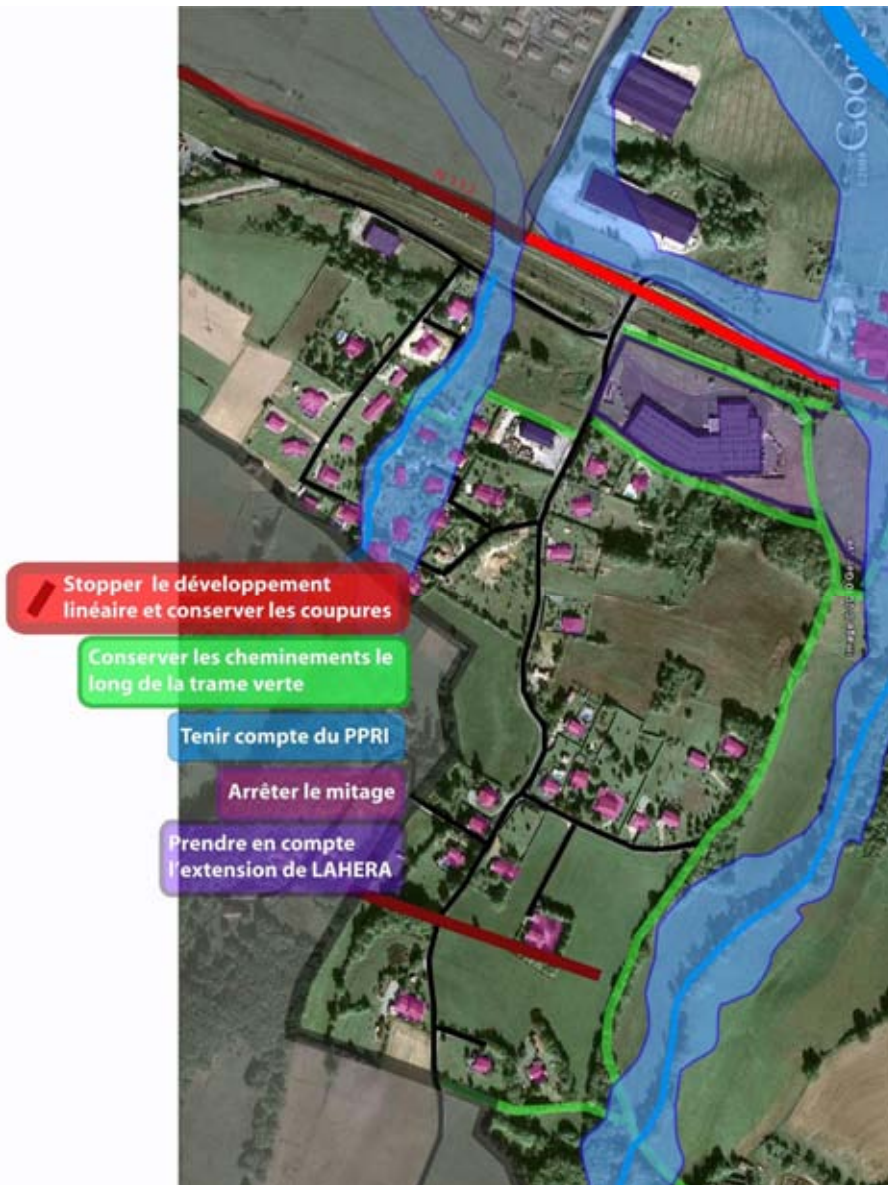 Google
Stopper le développement
linéaire et conserver les coupures
Conserver les cheminements le
long de la trame verte
Tenir compte du PPRI
Arrêter le mitage
Prendre en compte
l'extension de LAHERA